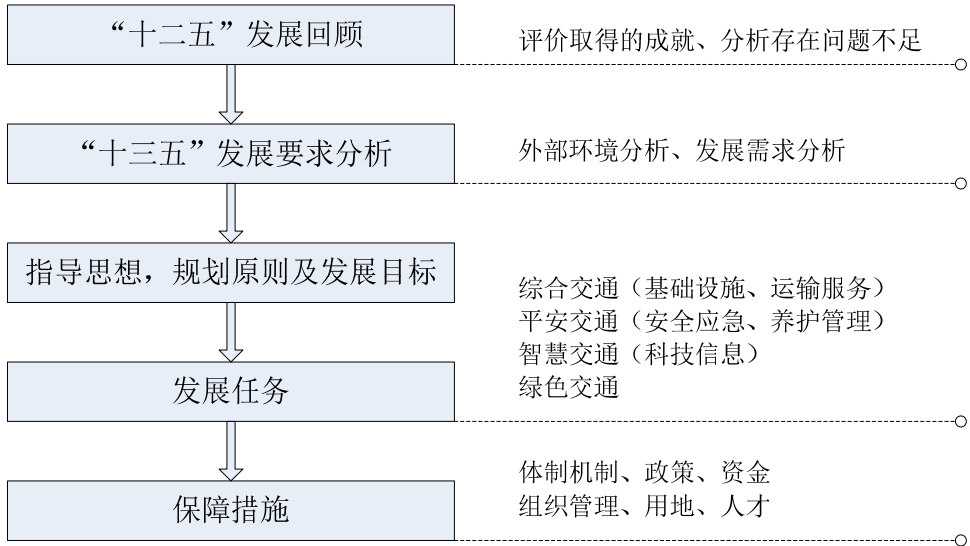 “十二五”发展回顾
评价取得的成就、分析存在问题不足
“十三五”发展要求分析
外部环境分析、发展需求分析
指导思想，规划原则及发展目标
综合交通（基础设施、运输服务）
平安交通（安全应急、养护管理）
智慧交通（科技信息）
绿色交通
发展任务
体制机制、政策、资金
组织管理、用地、人才
保障措施